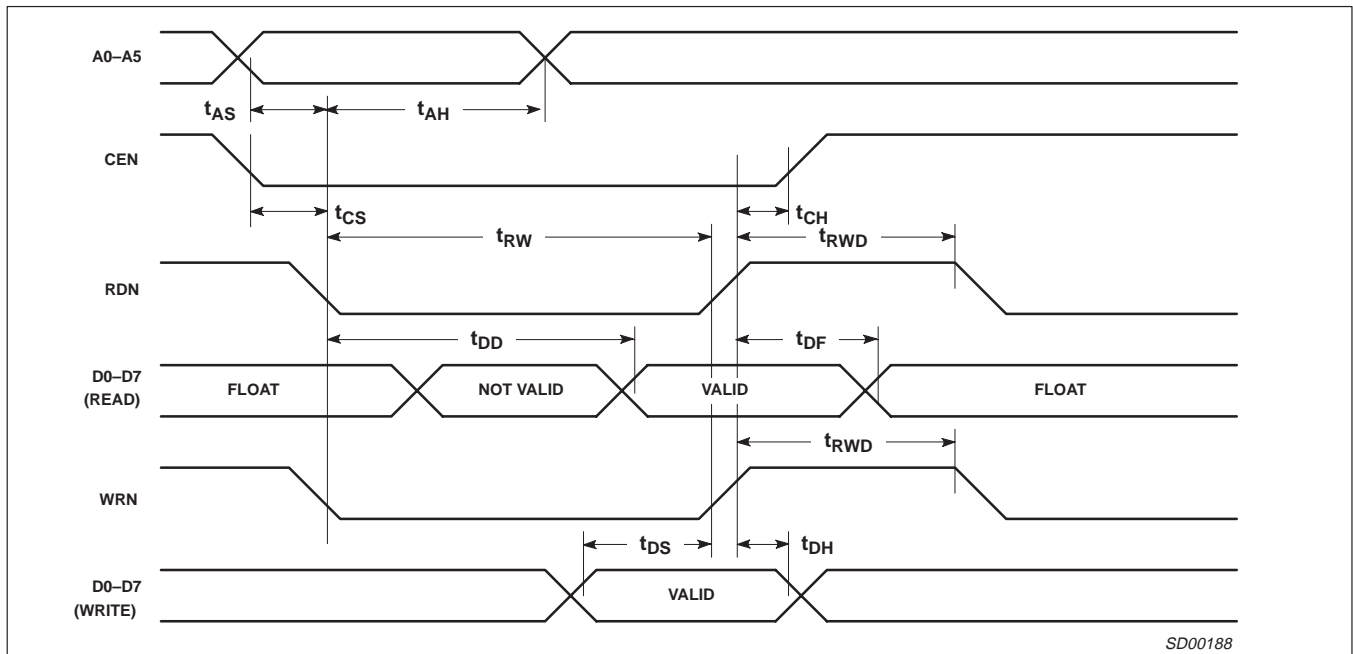 A0–A5
tAS
tAH
CEN
tCS
tCH
tRW
tRWD
RDN
tDD
tDF
D0–D7
(READ)
FLOAT
NOT VALID
VALID
FLOAT
tRWD
WRN
tDS
tDH
D0–D7
(WRITE)
VALID
SD00188